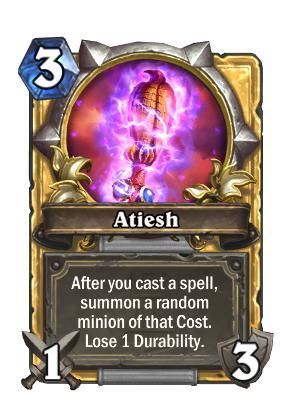 3
Atiesh
After you cast a spell,
summon a random
minion of that Cost.
Lose 1 Durability.
1
3